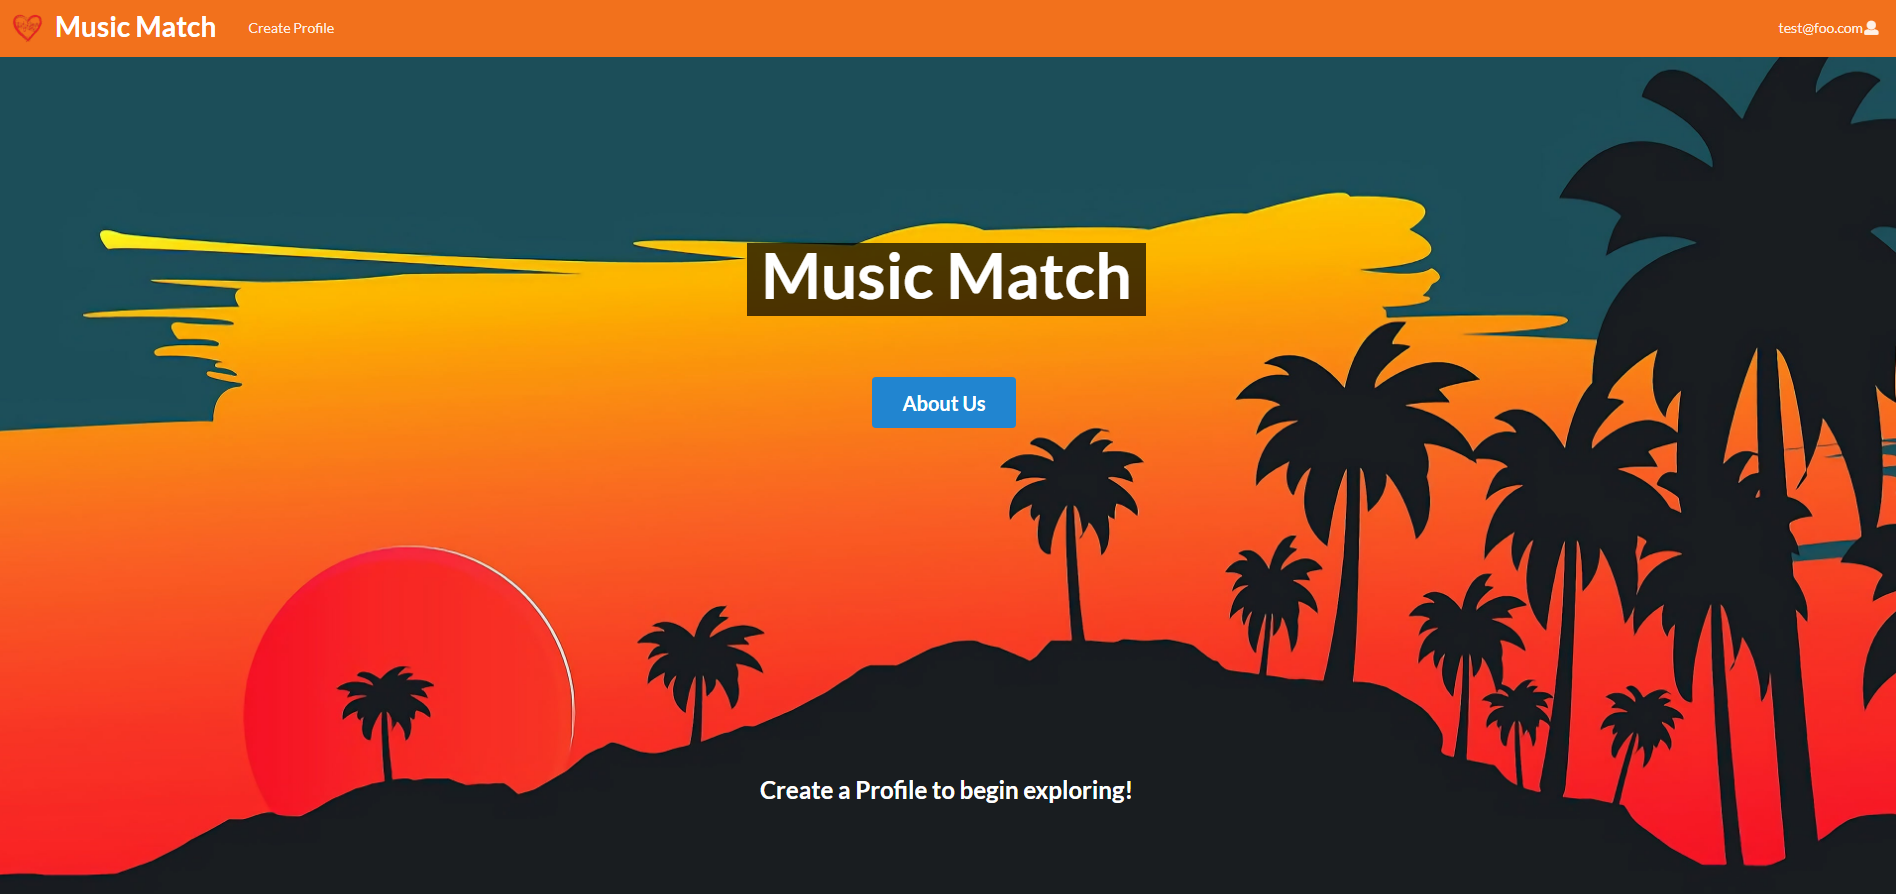 Music Match
Create Profile
test@foo.com
Music Match
About Us
Create a Profile to begin exploring!